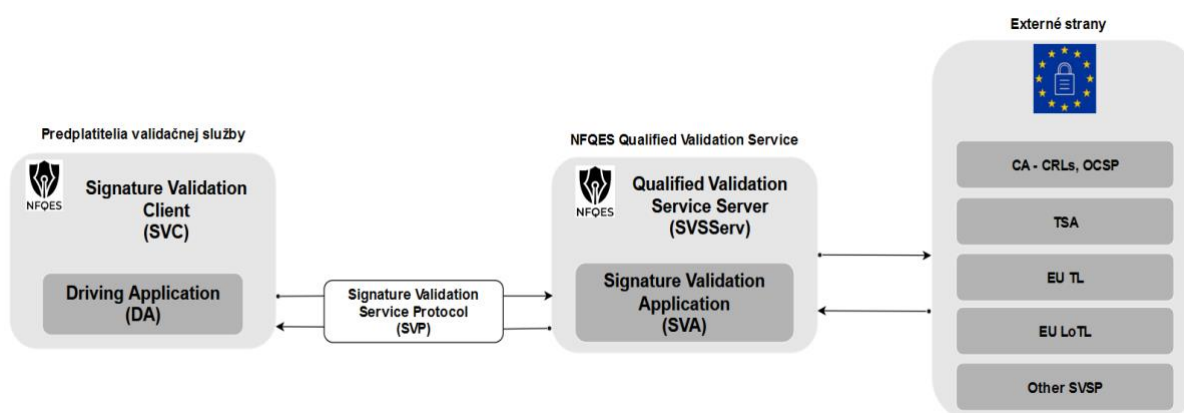 Externé strany
Predplatitelia validačnej služby
NFQES Qualified Validation Service
NFQES
Signature Validation
Client
(SVC)
Driving Application
(DA)
Signature Validation
Service Protocol
(SVP)
NFQES
Qualified Validation
Service Server
(SVSServ)
Signature Validation
Application
(SVA)
CA - CRLs, OCSP
TSA
EU TL
EU LoTL
Other SVSP